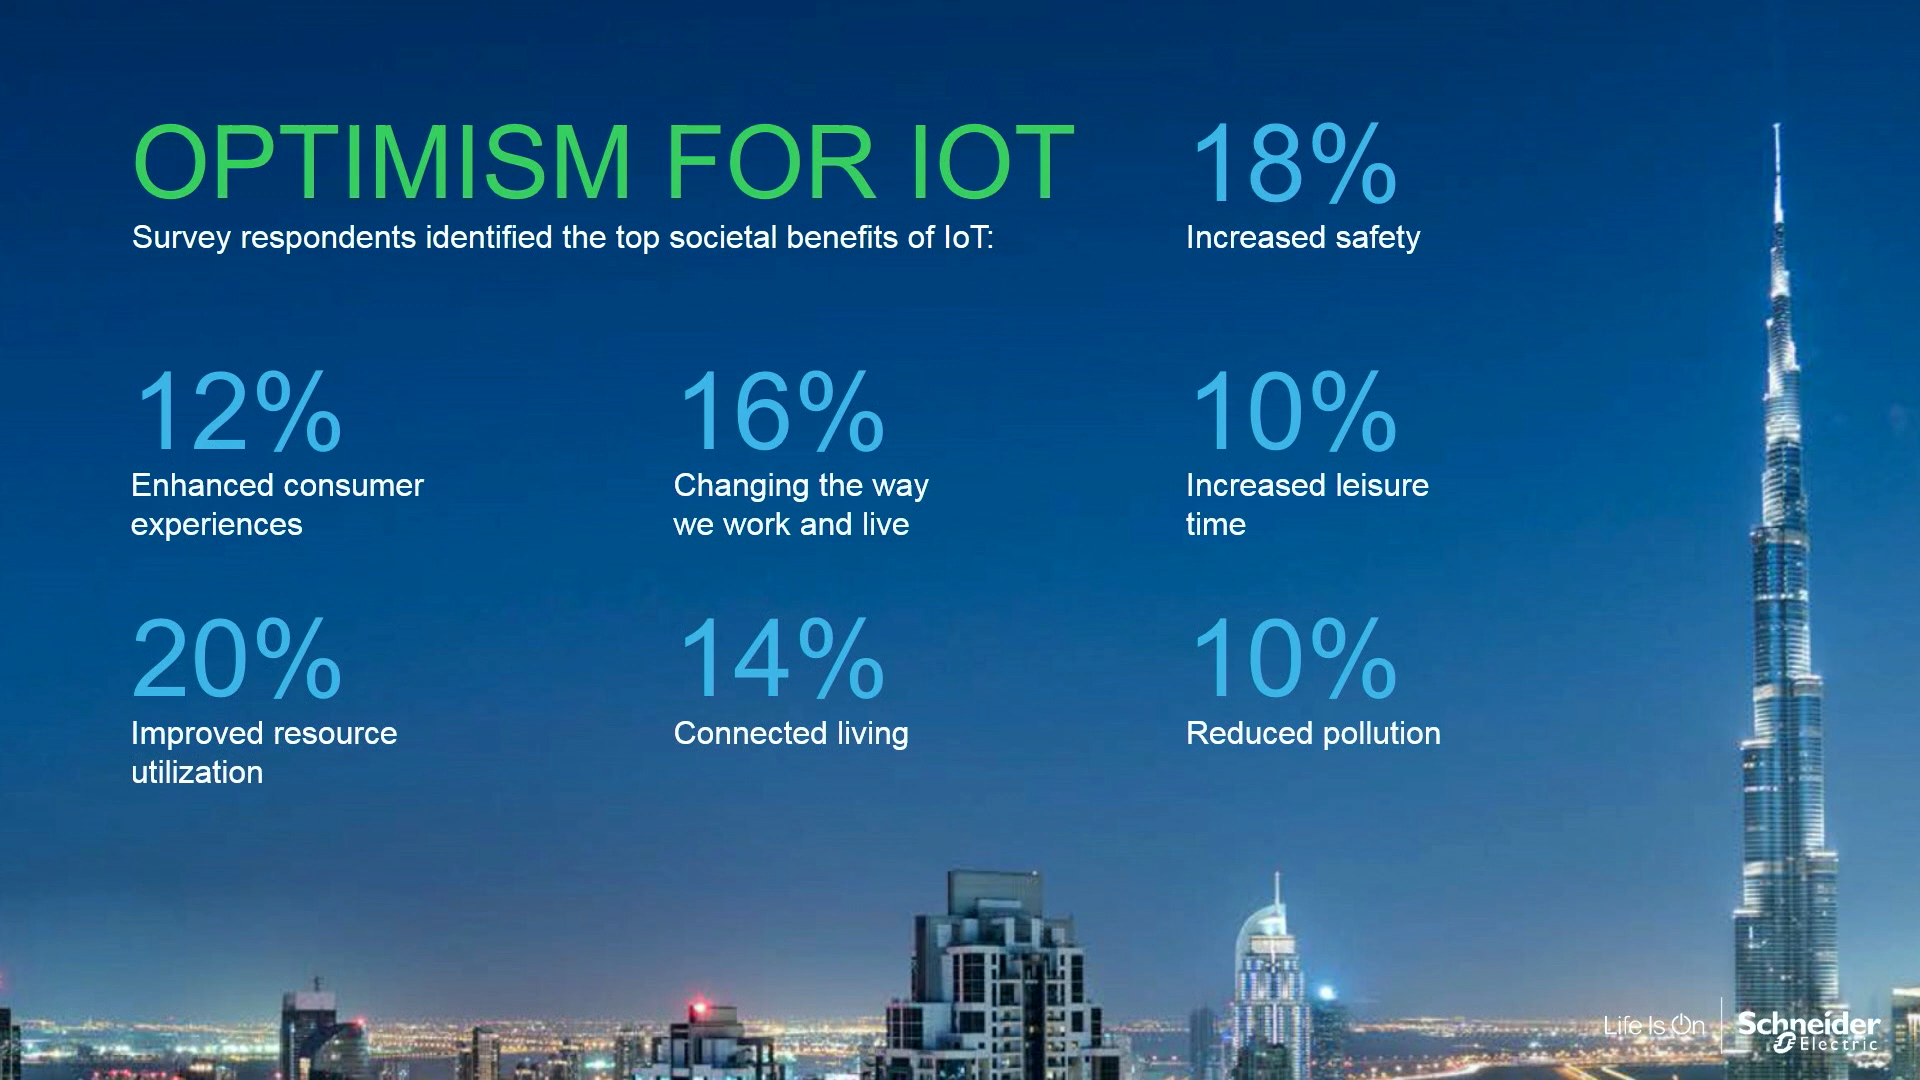 OPTIMISM FOR IOT
Survey respondents identified the top societal benefits of IoT:
18%
Increased safety
12%
Enhanced consumer
experiences
16%
Changing the way
we work and live
10%
Increased leisure
time
20%
Improved resource
utilization
14%
Connected living
10%
Reduced pollution
Life Is On
Schneider
Electric